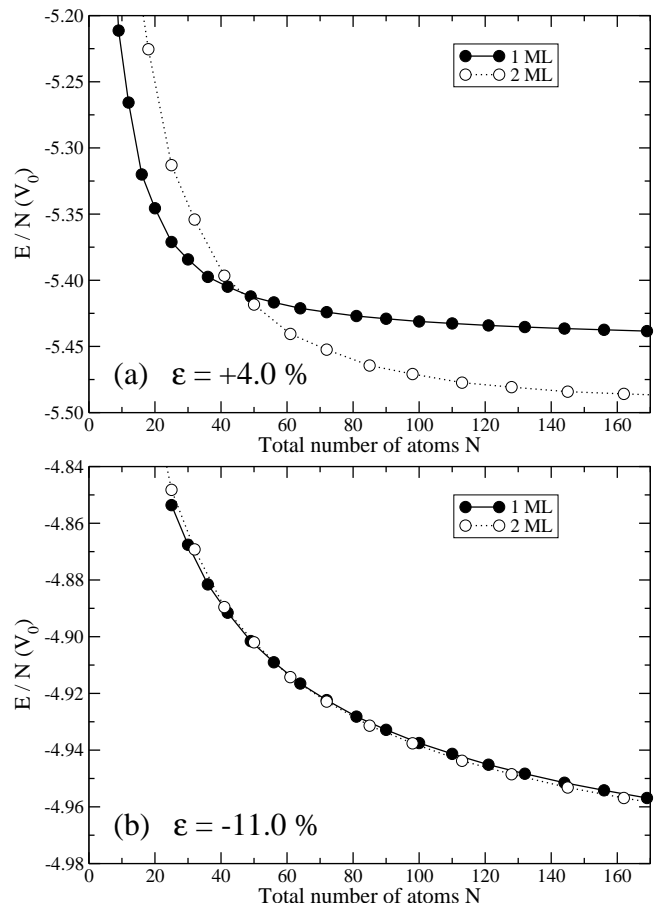 -5.20
-5.25
-5.30
-5.35
-5.40
-5.45
-5.50
E / N (V_0)
1 ML
2 ML
(a) ε = +4.0 %
0 20 40 60 80 100 120 140 160
Total number of atoms N
-4.84
-4.86
-4.88
-4.90
-4.92
-4.94
-4.96
-4.98
E / N (V_0)
1 ML
2 ML
(b) ε = -11.0 %
0 20 40 60 80 100 120 140 160
Total number of atoms N